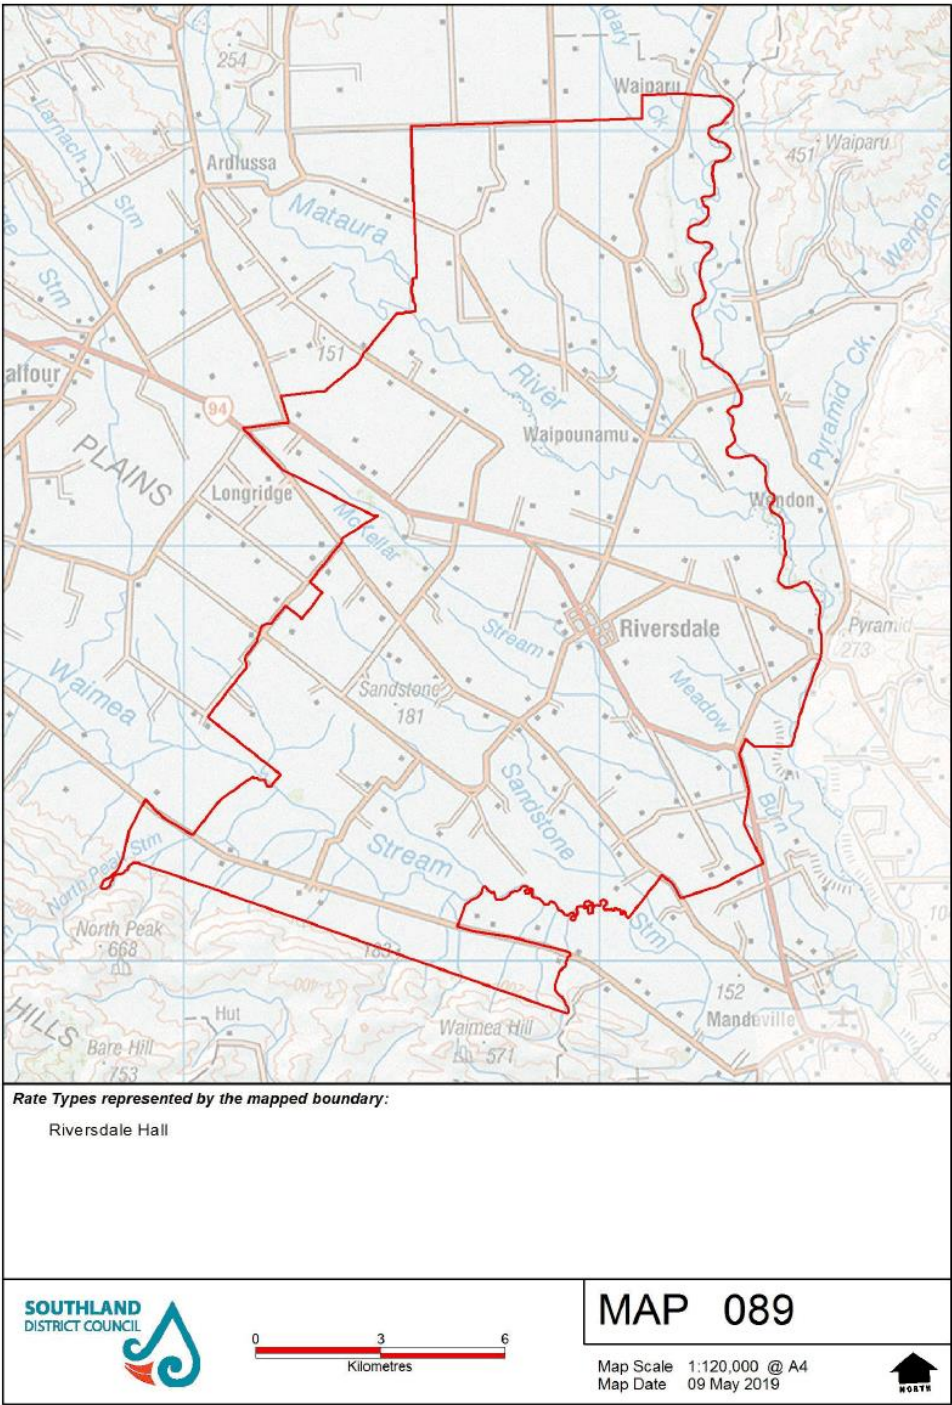 254
Waiparu
Ck.
Larnach
Stm
Ardlussa
451
Waiparu
Mataura
Wendon
Stm
151
alfour
River
94
Pyramid Ck.
PLAINS
Waipounamu
Longridge
Wendon
McKellar
Stream
Riversdale
Pyramid
273
Sandstone
181
Meadow
Waimea
Sandstone
Burn
Stream
North Peak Stm
Stm
North Peak
668
183
152
Mandeville
HILLS
Hut
Waimea Hill
571
Bare Hill
753
Rate Types represented by the mapped boundary:
Riversdale Hall
SOUTHLAND
DISTRICT COUNCIL
0 3 6
Kilometres
MAP 089
Map Scale 1:120,000 @ A4
Map Date 09 May 2019
NORTH